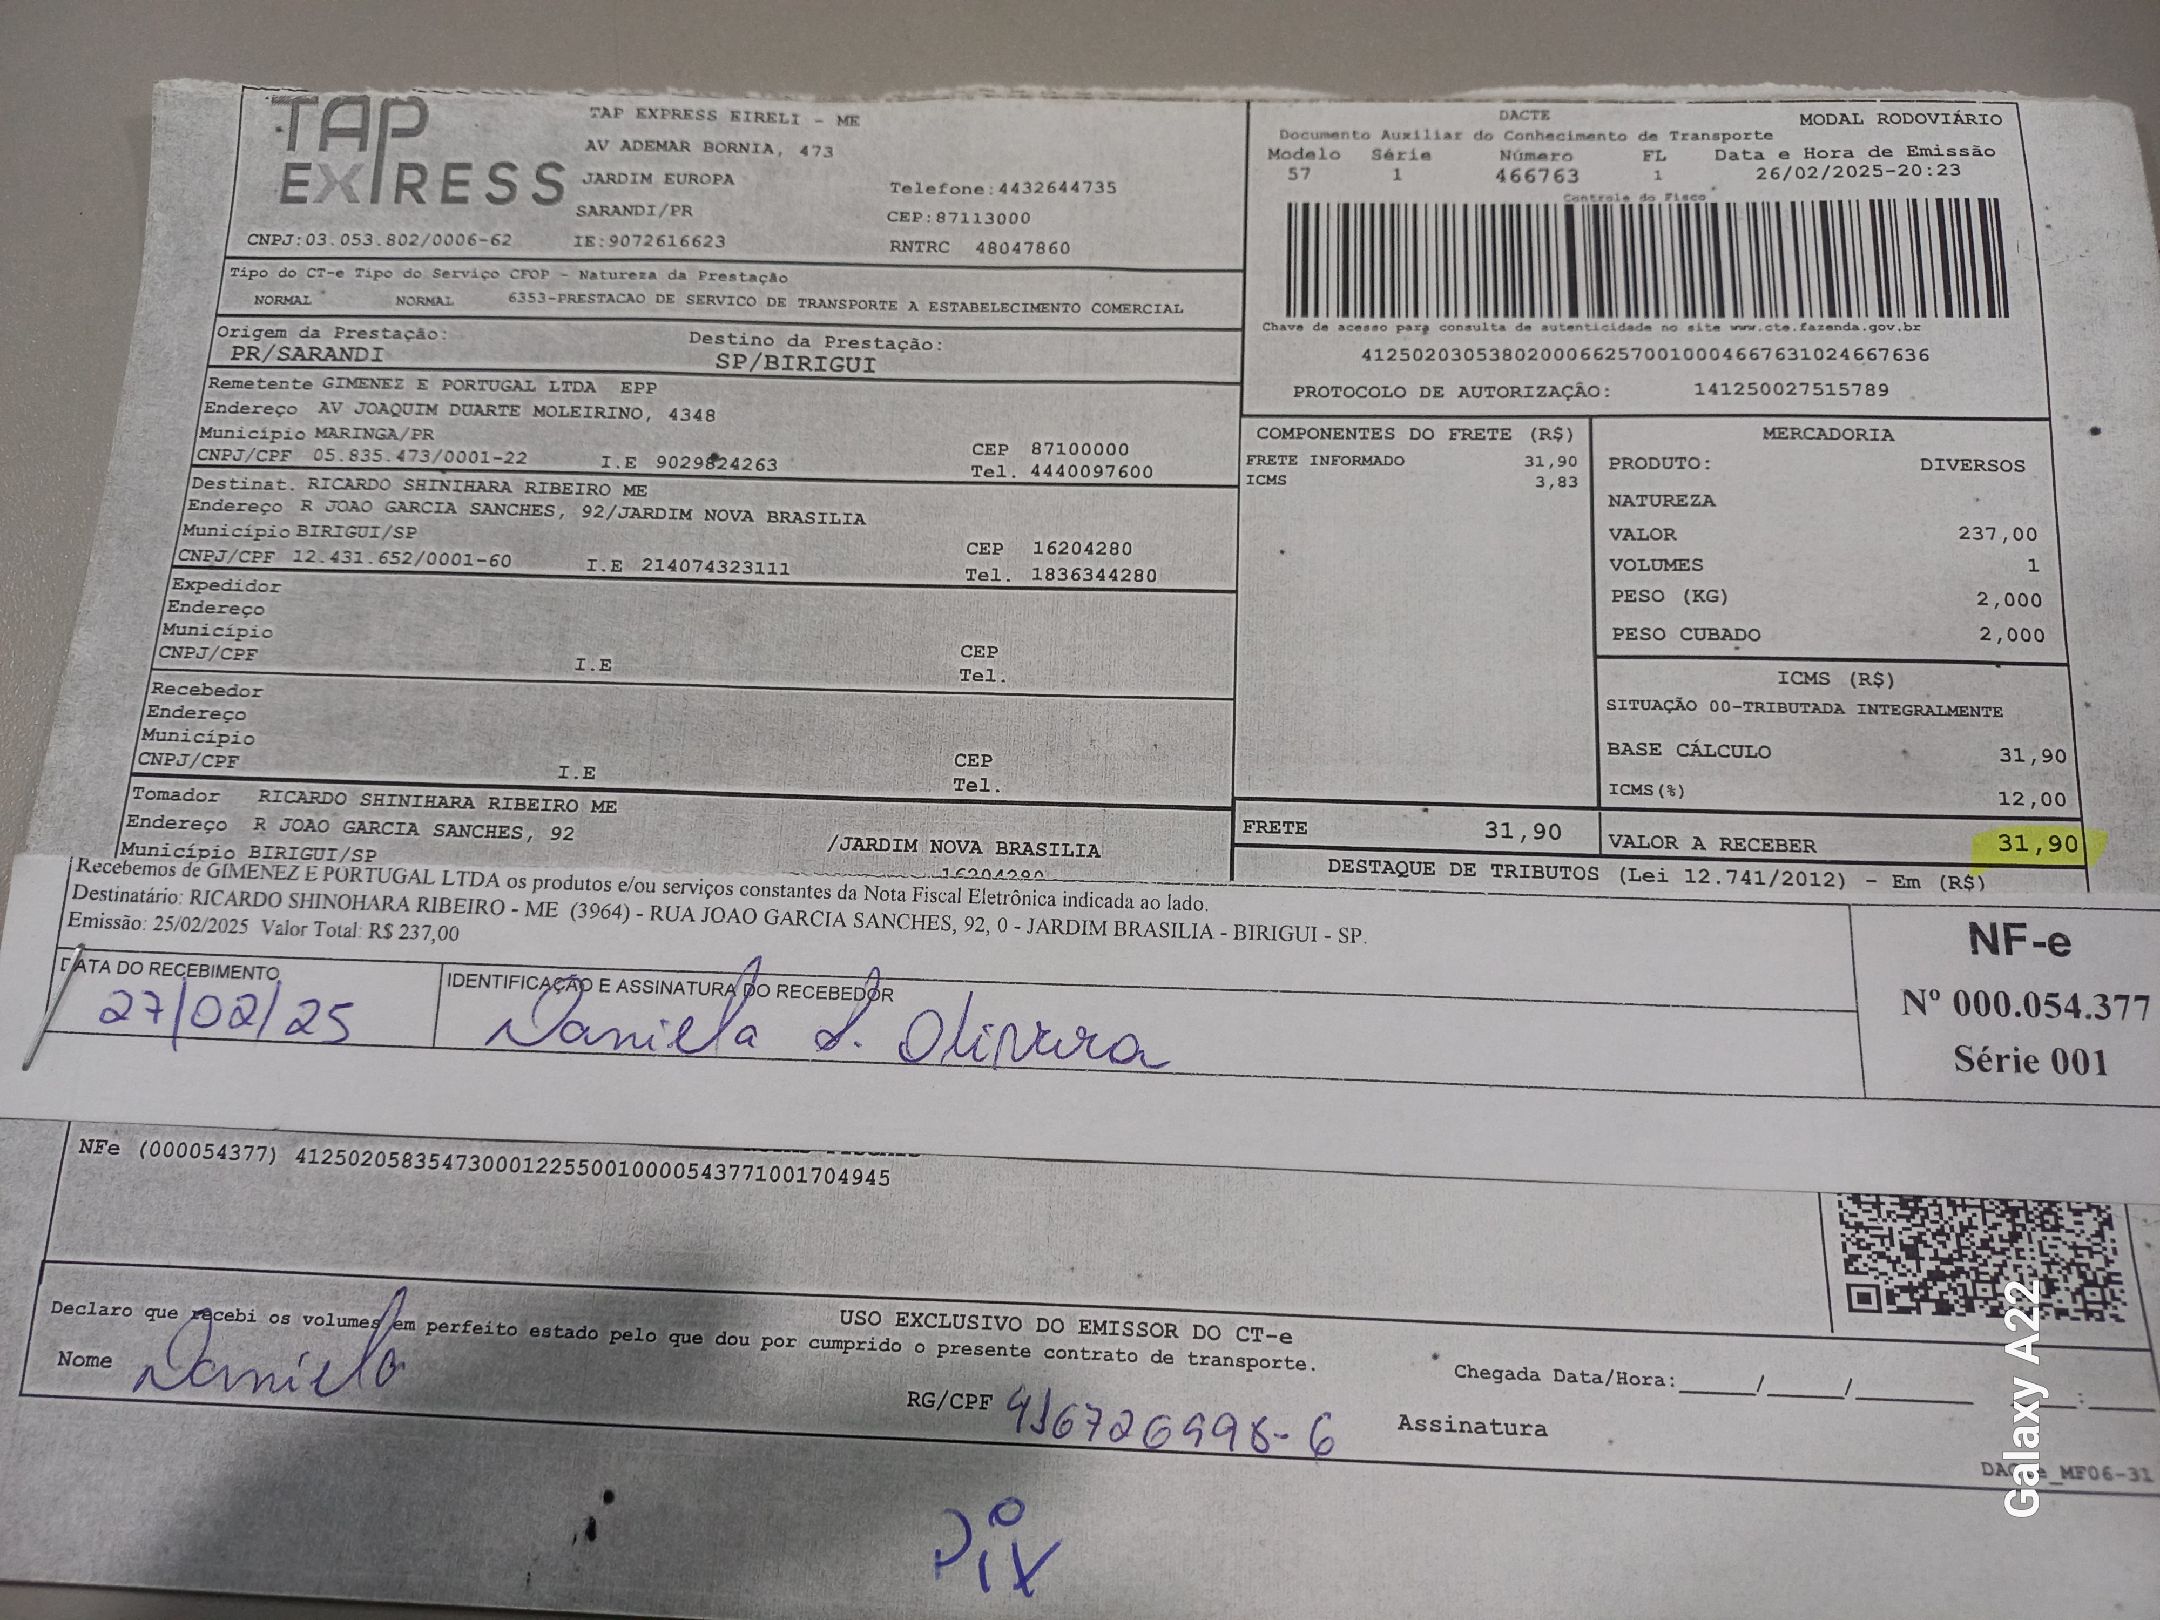 TAP EXPRESS
TAP EXPRESS EIRELI - ME
AV ADEMAR BORNIA, 473
JARDIM EUROPA
Telefone:4432644735
SARANDI/PR
CEP:87113000
CNPJ:03.053.802/0006-62 IE:9072616623
RNTRC 48047860
Tipo do CT-e Tipo do Serviço CFOP - Natureza da Prestação
NORMAL NORMAL 6353-PRESTACAO DE SERVICO DE TRANSPORTE A ESTABELECIMENTO COMERCIAL
Origem da Prestação: Destino da Prestação:
PR/SARANDI SP/BIRIGUI
Remetente GIMENEZ E PORTUGAL LTDA EPP
Endereço AV JOAQUIM DUARTE MOLEIRINO, 4348
Município MARINGA/PR CEP 87100000
CNPJ/CPF 05.835.473/0001-22 I.E 9029824263 Tel. 4440097600
Destinat. RICARDO SHINIHARA RIBEIRO ME
Endereço R JOAO GARCIA SANCHES, 92/JARDIM NOVA BRASILIA
Município BIRIGUI/SP CEP 16204280
CNPJ/CPF 12.431.652/0001-60 I.E 214074323111 Tel. 1836344280
Expedidor
Endereço
Município CEP
CNPJ/CPF I.E Tel.
Recebedor
Endereço
Município CEP
CNPJ/CPF I.E Tel.
Tomador RICARDO SHINIHARA RIBEIRO ME
Endereço R JOAO GARCIA SANCHES, 92 /JARDIM NOVA BRASILIA
Município BIRIGUI/SP 16204280
DACTE MODAL RODOVIÁRIO
Documento Auxiliar do Conhecimento de Transporte
Modelo Série Número FL Data e Hora de Emissão
57 1 466763 1 26/02/2025-20:23
Controle do Fisco
Chave de acesso para consulta de autenticidade no site www.cte.fazenda.gov.br
41250203053802000662570010004667631024667636
PROTOCOLO DE AUTORIZAÇÃO: 141250027515789
COMPONENTES DO FRETE (R$)
FRETE INFORMADO 31,90
ICMS 3,83
MERCADORIA
PRODUTO: DIVERSOS
NATUREZA
VALOR 237,00
VOLUMES 1
PESO (KG) 2,000
PESO CUBADO 2,000
ICMS (R$)
SITUAÇÃO 00-TRIBUTADA INTEGRALMENTE
BASE CÁLCULO 31,90
ICMS(%) 12,00
FRETE 31,90 VALOR A RECEBER 31,90
DESTAQUE DE TRIBUTOS (Lei 12.741/2012) - Em (R$)
Recebemos de GIMENEZ E PORTUGAL LTDA os produtos e/ou serviços constantes da Nota Fiscal Eletrônica indicada ao lado.
Destinatário: RICARDO SHINOHARA RIBEIRO - ME (3964) - RUA JOAO GARCIA SANCHES, 92, 0 - JARDIM BRASILIA - BIRIGUI - SP.
Emissão: 25/02/2025 Valor Total: R$ 237,00
DATA DO RECEBIMENTO IDENTIFICAÇÃO E ASSINATURA DO RECEBEDOR
27/02/25 Daniela S. Oliveira
NF-e
Nº 000.054.377
Série 001
NFe (000054377) 41250205835473000122550010000543771001704945
USO EXCLUSIVO DO EMISSOR DO CT-e
Declaro que recebi os volumes em perfeito estado pelo que dou por cumprido o presente contrato de transporte.
Nome Daniela RG/CPF Chegada Data/Hora:____/____/______ ____:____
Assinatura
MF06-31
Pix
Galaxy A22